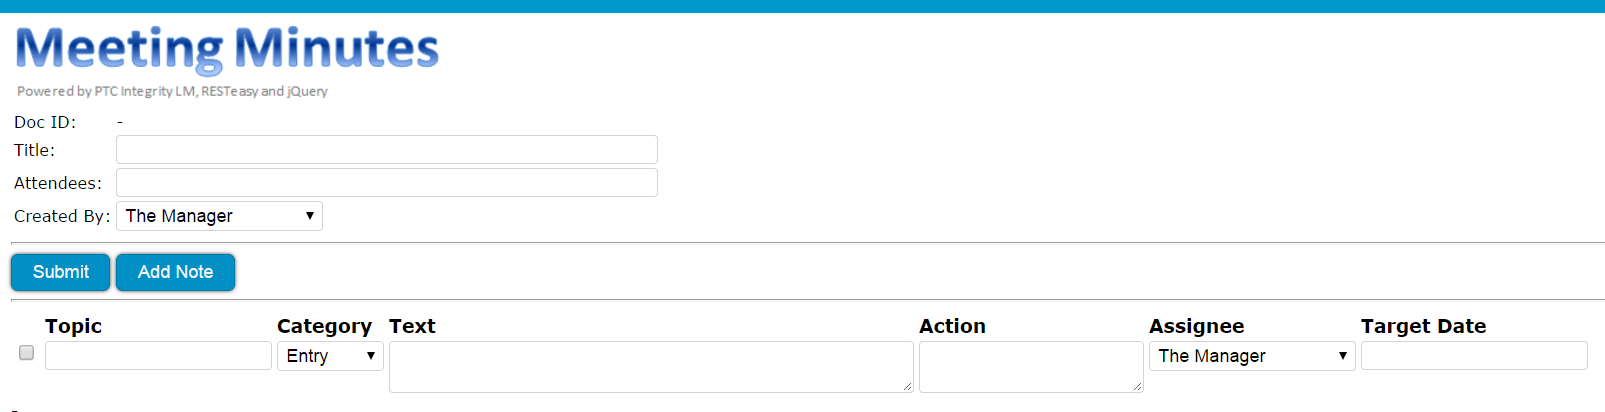 Meeting Minutes
Powered by PTC Integrity LM, RESTeasy and jQuery
Doc ID: -
Title:
Attendees:
Created By: The Manager
Submit Add Note
Topic Category Text Action Assignee Target Date
Entry The Manager
-